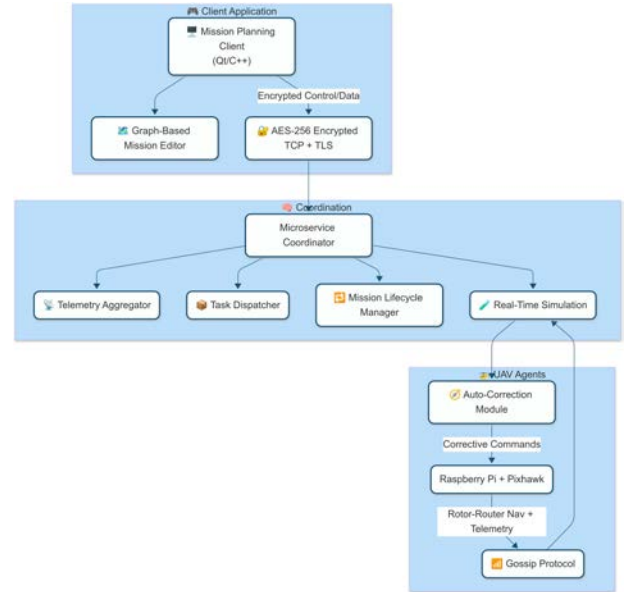 Client Application
Mission Planning
Client
(Qt/C++)
Encrypted Control/Data
Graph-Based
Mission Editor
AES-256 Encrypted
TCP + TLS
Coordination
Microservice
Coordinator
Telemetry Aggregator
Task Dispatcher
Mission Lifecycle
Manager
Real-Time Simulation
UAV Agents
Auto-Correction
Module
Corrective Commands
Raspberry Pi + Pixhawk
Rotor-Router Nav +
Telemetry
Gossip Protocol